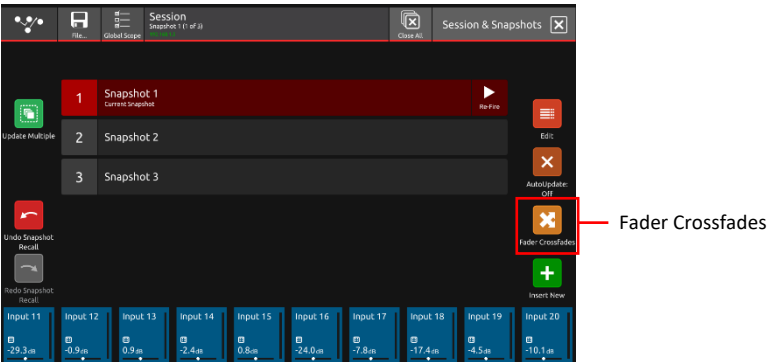 Session
Snapshot 1 (1 of 3)
File...
Global Scope
Close All
Session & Snapshots
1
Snapshot 1
Current Snapshot
Re-Fire
Update Multiple
2
Snapshot 2
Edit
3
Snapshot 3
AutoUpdate:
Off
Undo Snapshot
Recall
Fader Crossfades
Fader Crossfades
Redo Snapshot
Recall
Insert New
Input 11
Input 12
Input 13
Input 14
Input 15
Input 16
Input 17
Input 18
Input 19
Input 20
-29.3dB
-0.9dB
0.9dB
-2.4dB
0.8dB
-24.0dB
-7.8dB
-17.4dB
-4.5dB
-10.1dB